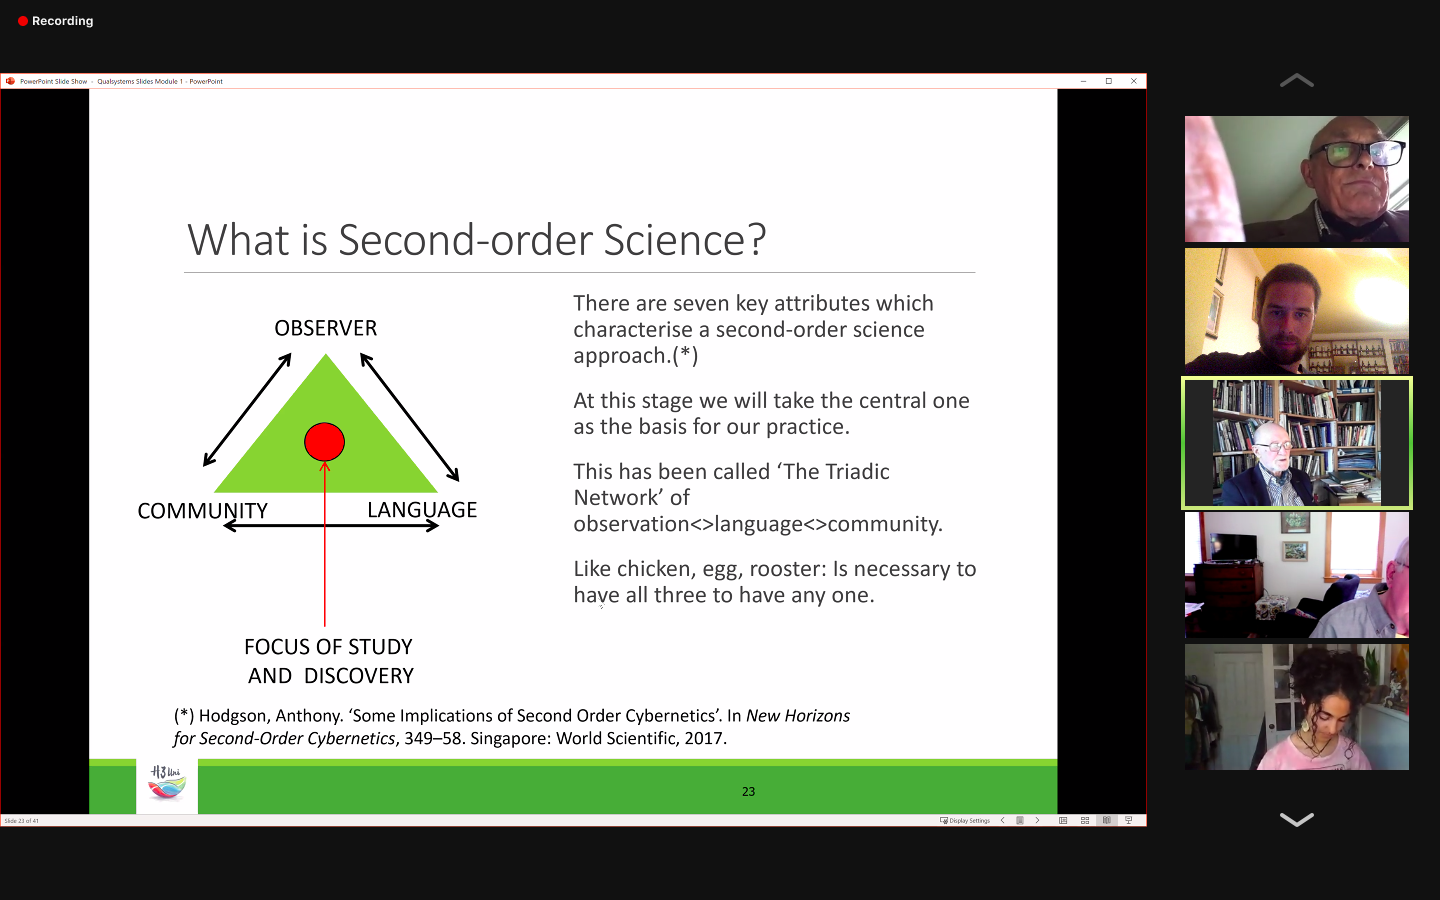 Recording
PowerPoint Slide Show - Qualsystems Slides Module 1 - PowerPoint
What is Second-order Science?
OBSERVER
COMMUNITY
LANGUAGE
FOCUS OF STUDY
AND DISCOVERY
There are seven key attributes which
characterise a second-order science
approach.(*)
At this stage we will take the central one
as the basis for our practice.
This has been called ‘The Triadic
Network’ of
observation<>language<>community.
Like chicken, egg, rooster: Is necessary to
have all three to have any one.
(*) Hodgson, Anthony. ‘Some Implications of Second Order Cybernetics’. In New Horizons
for Second-Order Cybernetics, 349–58. Singapore: World Scientific, 2017.
H3Uni
23
Slide 23 of 41
Display Settings